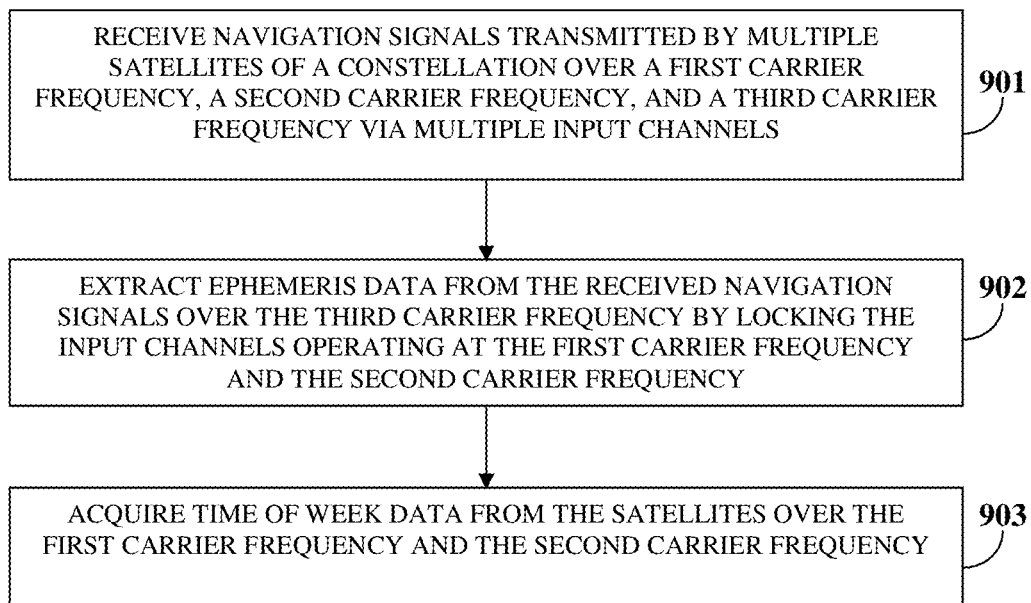 RECEIVE NAVIGATION SIGNALS TRANSMITTED BY MULTIPLE
SATELLITES OF A CONSTELLATION OVER A FIRST CARRIER
FREQUENCY, A SECOND CARRIER FREQUENCY, AND A THIRD CARRIER
FREQUENCY VIA MULTIPLE INPUT CHANNELS
901
EXTRACT EPHEMERIS DATA FROM THE RECEIVED NAVIGATION
SIGNALS OVER THE THIRD CARRIER FREQUENCY BY LOCKING THE
INPUT CHANNELS OPERATING AT THE FIRST CARRIER FREQUENCY
AND THE SECOND CARRIER FREQUENCY
902
ACQUIRE TIME OF WEEK DATA FROM THE SATELLITES OVER THE
FIRST CARRIER FREQUENCY AND THE SECOND CARRIER FREQUENCY
903